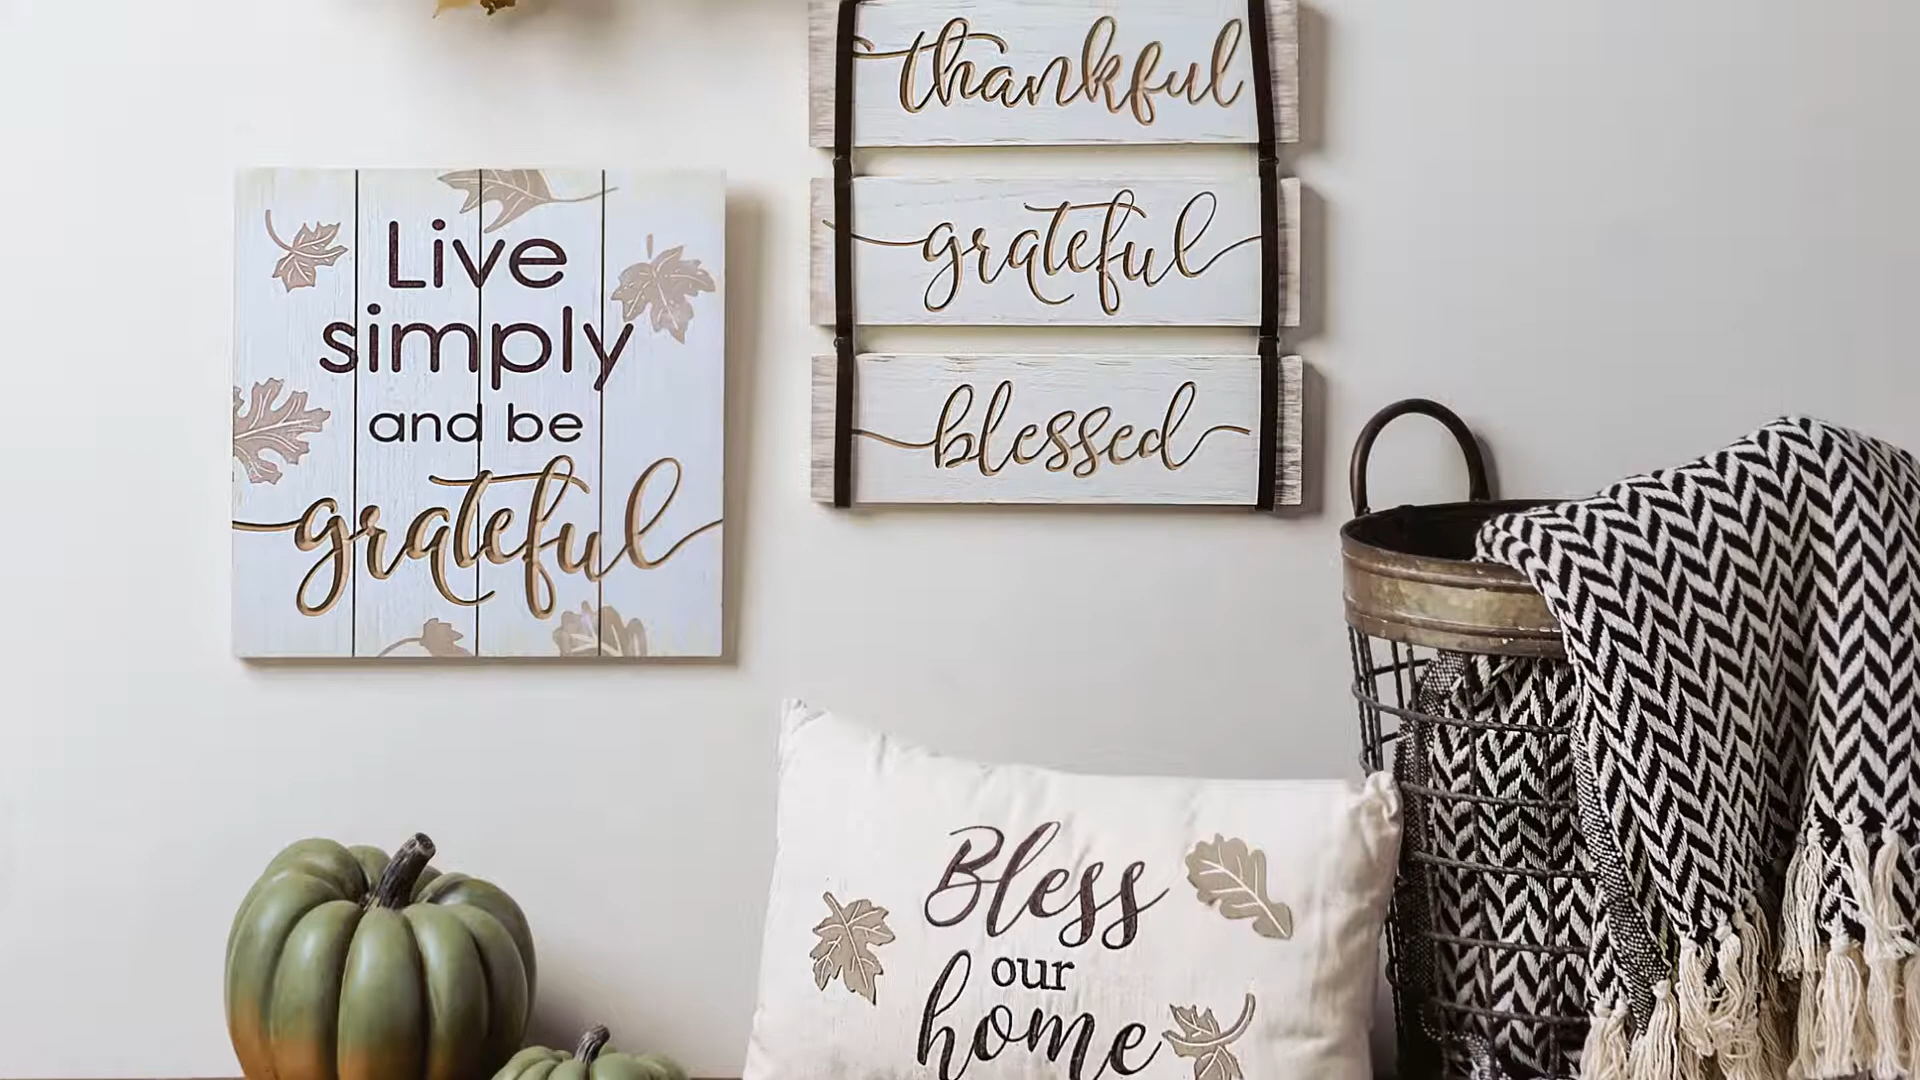 Live
simply
and be
grateful
thankful
grateful
blessed
Bless
our
home